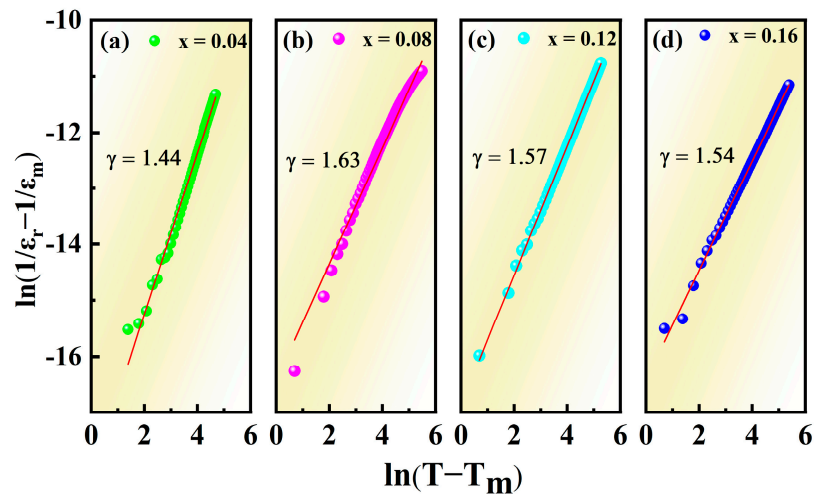 (a) x = 0.04
(b) x = 0.08
(c) x = 0.12
(d) x = 0.16
γ = 1.44
γ = 1.63
γ = 1.57
γ = 1.54
ln(1/εr−1/εm)
-10
-12
-14
-16
0 2 4 6
0 2 4 6
0 2 4 6
0 2 4 6
ln(T−Tm)